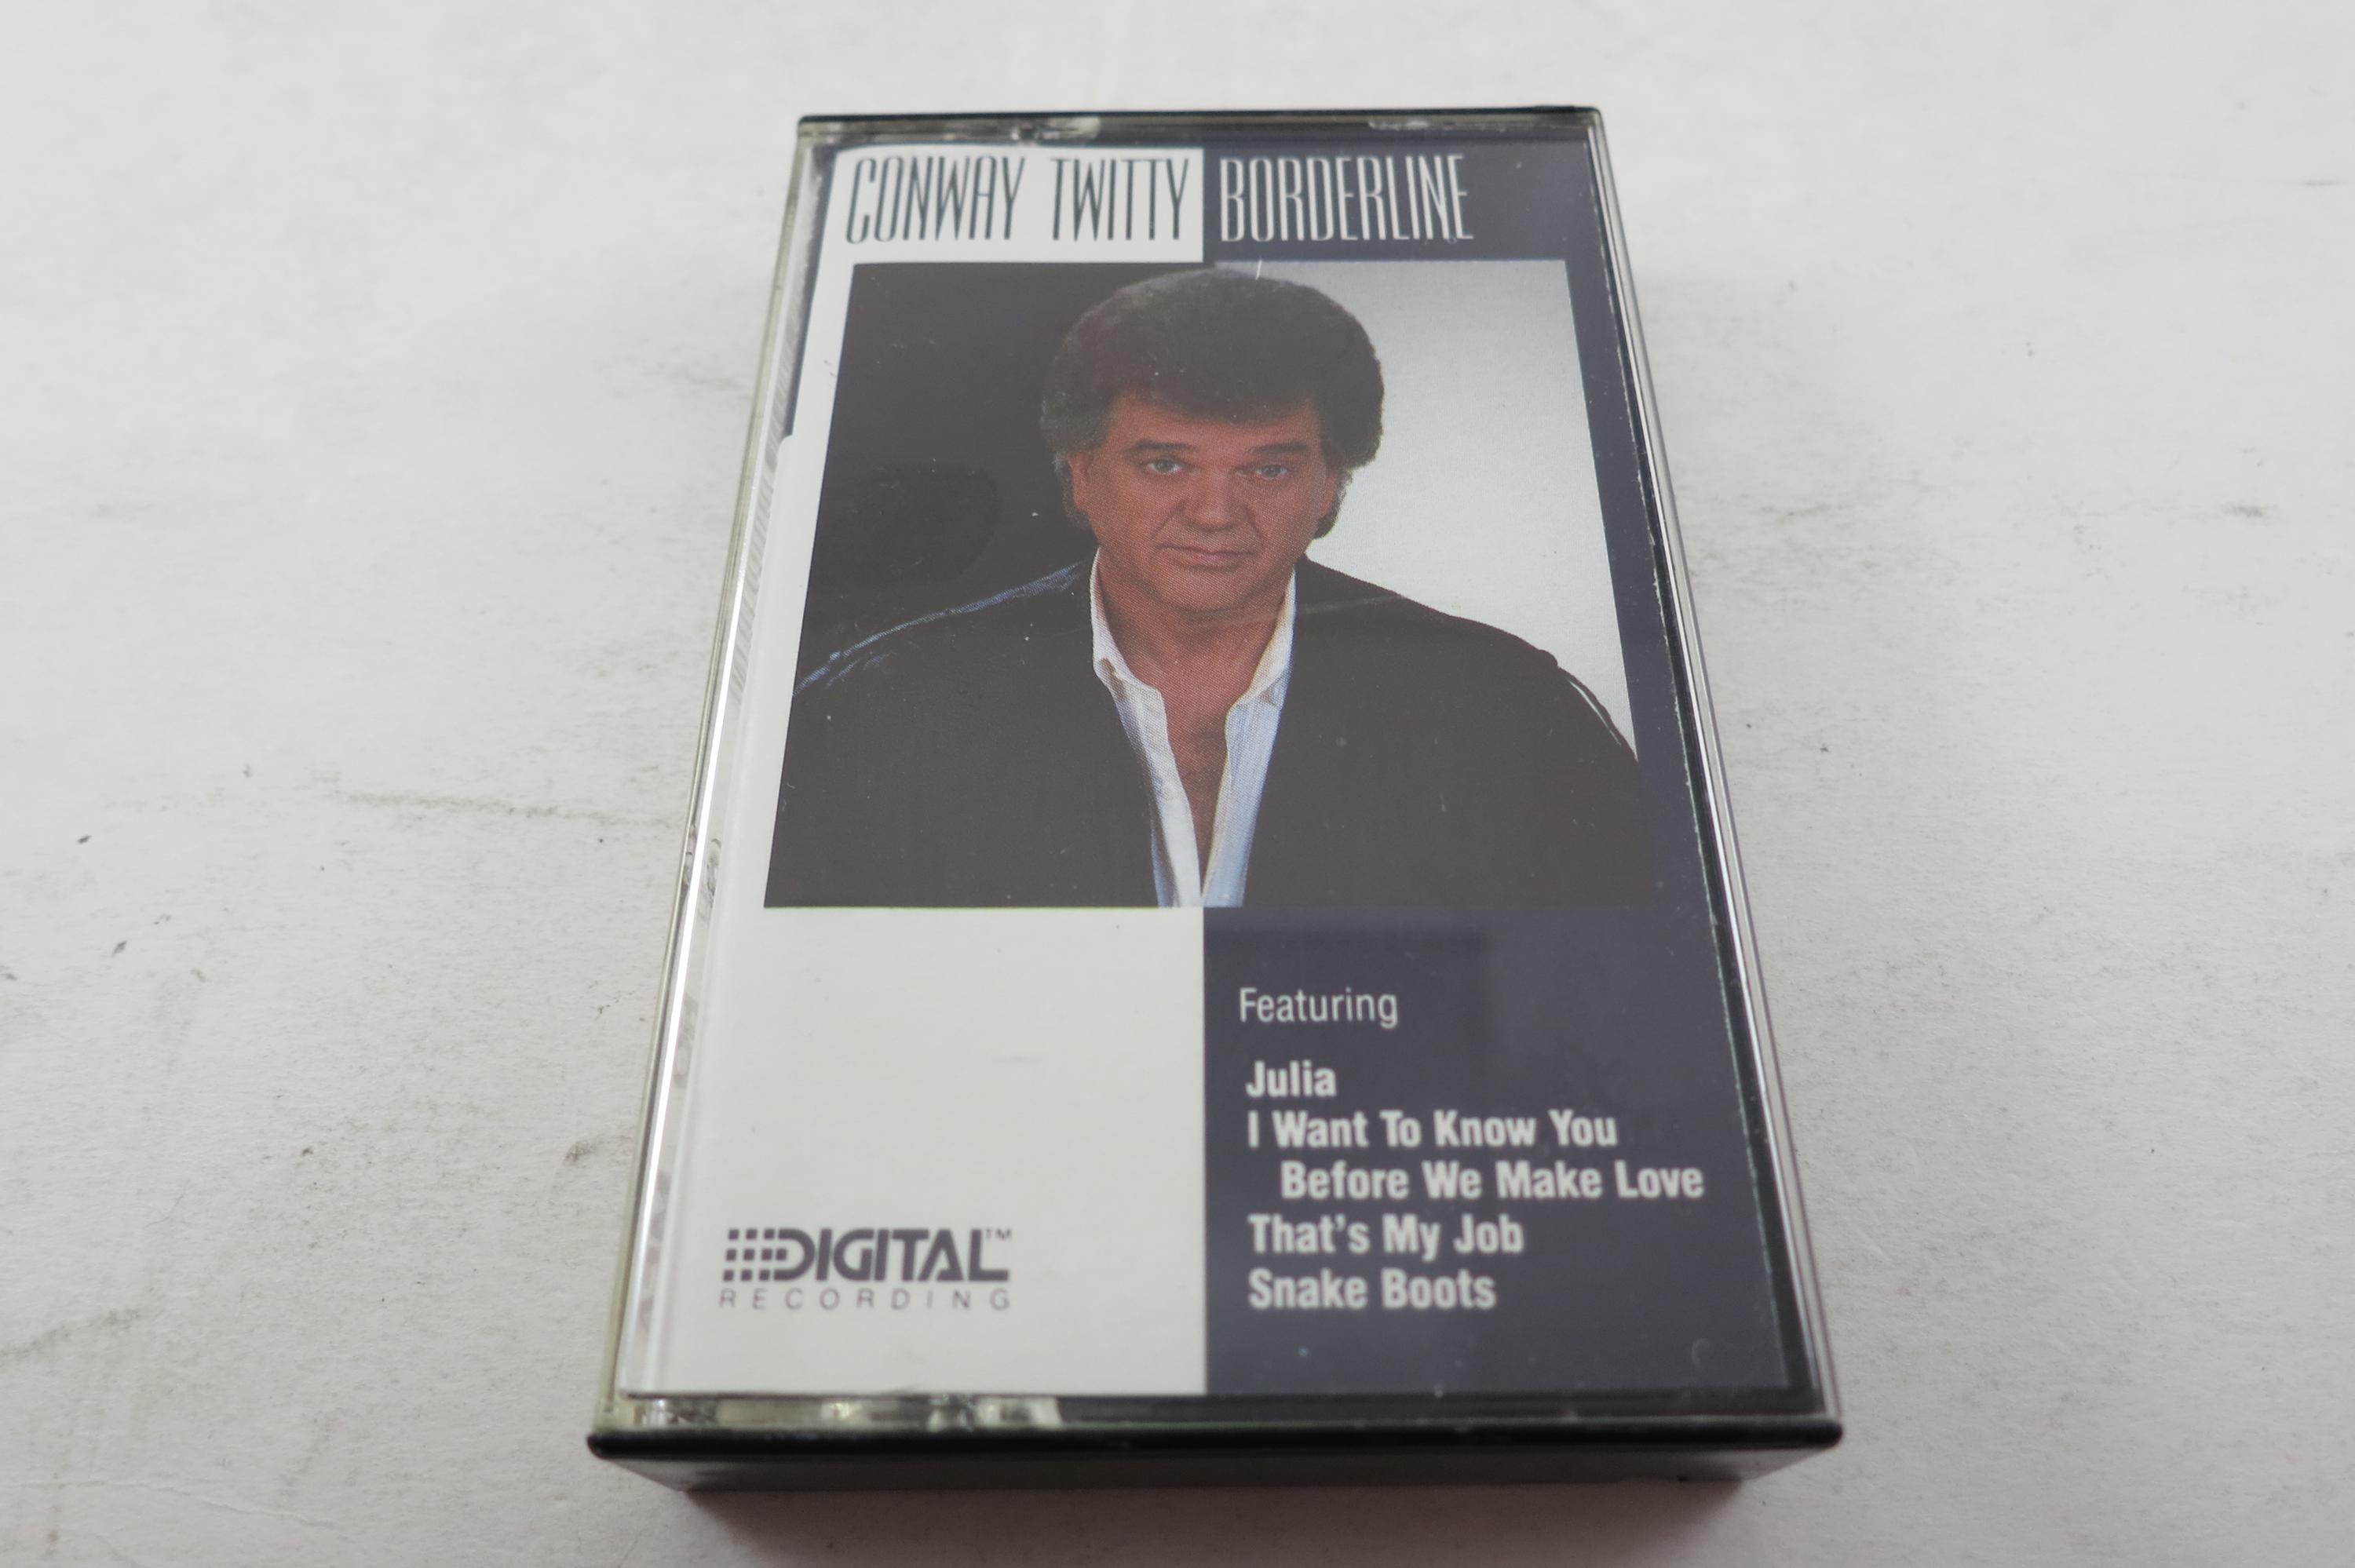 CONWAY TWITTY BORDERLINE
Featuring
Julia
I Want To Know You
Before We Make Love
That's My Job
Snake Boots
DIGITAL™
RECORDING